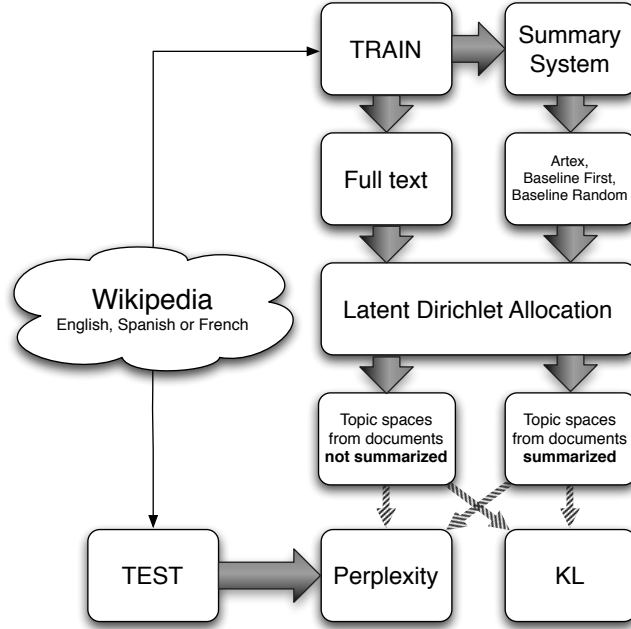 TRAIN
Summary
System
Full text
Artex,
Baseline First,
Baseline Random
Wikipedia
English, Spanish or French
Latent Dirichlet Allocation
Topic spaces
from documents
not summarized
Topic spaces
from documents
summarized
TEST
Perplexity
KL